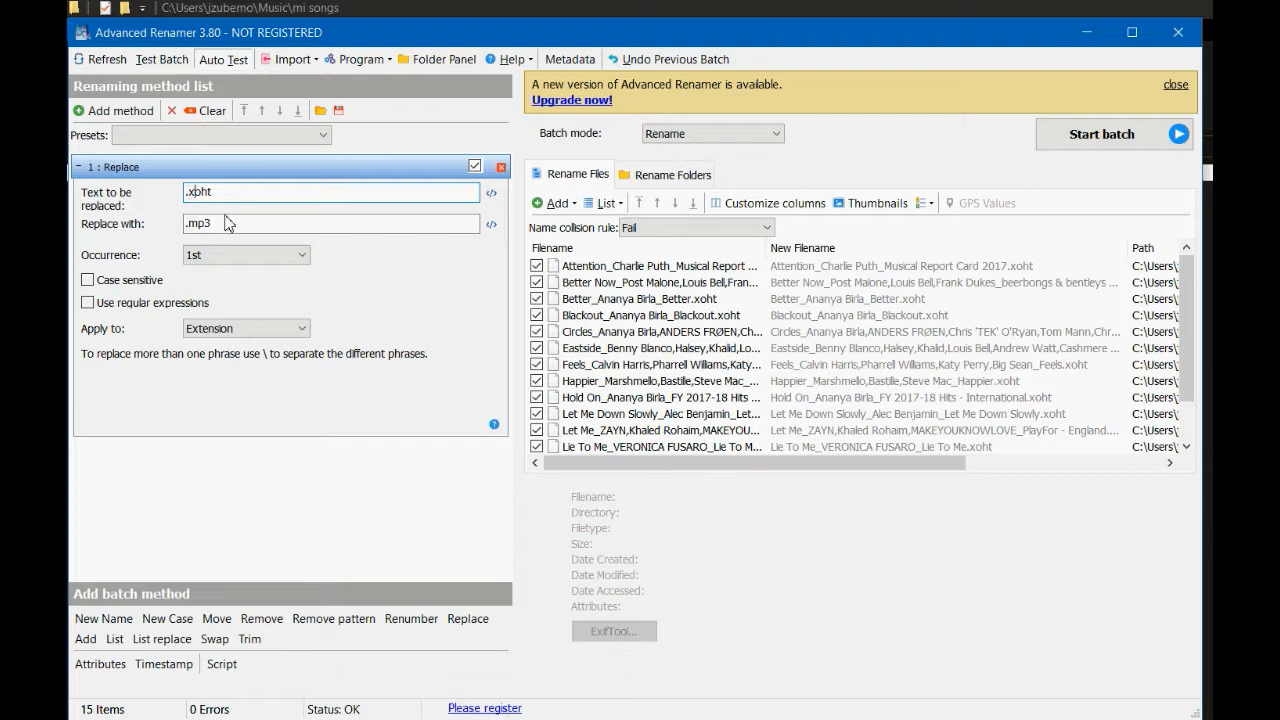 C:\Users\jzubemo\Music\mi songs
Advanced Renamer 3.80 - NOT REGISTERED
Refresh Test Batch Auto Test Import Program Folder Panel Help Metadata Undo Previous Batch
Renaming method list
Add method Clear
Presets:
1 : Replace
Text to be replaced: .xpht
Replace with: .mp3
Occurrence: 1st
Case sensitive
Use regular expressions
Apply to: Extension
To replace more than one phrase use \ to separate the different phrases.
Add batch method
New Name New Case Move Remove Remove pattern Renumber Replace
Add List List replace Swap Trim
Attributes Timestamp Script
A new version of Advanced Renamer is available. close
Upgrade now!
Batch mode: Rename Start batch
Rename Files Rename Folders
Add List Customize columns Thumbnails GPS Values
Name collision rule: Fail
Filename New Filename Path
Attention_Charlie Puth_Musical Report ... Attention_Charlie Puth_Musical Report Card 2017.xoht C:\Users\
Better Now_Post Malone,Louis Bell,Fran... Better Now_Post Malone,Louis Bell,Frank Dukes_beerbongs & bentleys ... C:\Users\
Better_Ananya Birla_Better.xoht Better_Ananya Birla_Better.xoht C:\Users\
Blackout_Ananya Birla_Blackout.xoht Blackout_Ananya Birla_Blackout.xoht C:\Users\
Circles_Ananya Birla,ANDERS FRØEN,Ch... Circles_Ananya Birla,ANDERS FRØEN,Chris 'TEK' O'Ryan,Tom Mann,Chr... C:\Users\
Eastside_Benny Blanco,Halsey,Khalid,Lo... Eastside_Benny Blanco,Halsey,Khalid,Louis Bell,Andrew Watt,Cashmere ... C:\Users\
Feels_Calvin Harris,Pharrell Williams,Katy... Feels_Calvin Harris,Pharrell Williams,Katy Perry,Big Sean_Feels.xoht C:\Users\
Happier_Marshmello,Bastille,Steve Mac_... Happier_Marshmello,Bastille,Steve Mac_Happier.xoht C:\Users\
Hold On_Ananya Birla_FY 2017-18 Hits ... Hold On_Ananya Birla_FY 2017-18 Hits - International.xoht C:\Users\
Let Me Down Slowly_Alec Benjamin_Let... Let Me Down Slowly_Alec Benjamin_Let Me Down Slowly.xoht C:\Users\
Let Me_ZAYN,Khaled Rohaim,MAKEYOU... Let Me_ZAYN,Khaled Rohaim,MAKEYOUKNOWLOVE_PlayFor - England.... C:\Users\
Lie To Me_VERONICA FUSARO_Lie To M... Lie To Me_VERONICA FUSARO_Lie To Me.xoht C:\Users\
Filename:
Directory:
Filetype:
Size:
Date Created:
Date Modified:
Date Accessed:
Attributes:
ExifTool...
15 Items 0 Errors Status: OK Please register